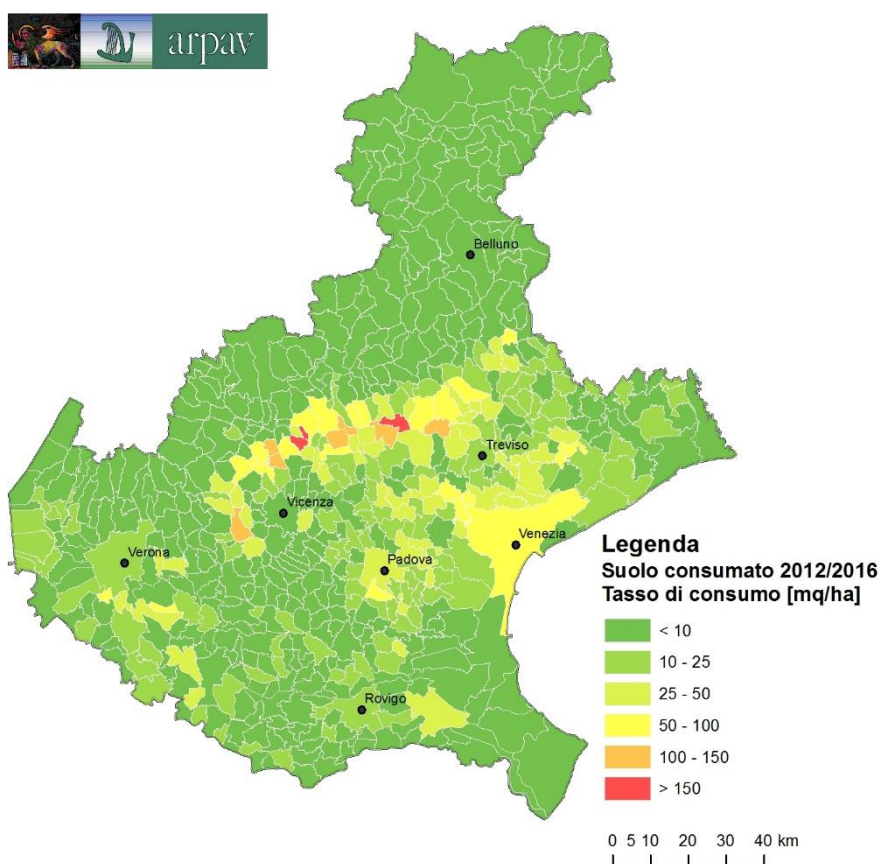 arpav
Belluno
Treviso
Vicenza
Venezia
Verona
Padova
Rovigo
Legenda
Suolo consumato 2012/2016
Tasso di consumo [mq/ha]
< 10
10 - 25
25 - 50
50 - 100
100 - 150
> 150
0 5 10 20 30 40 km